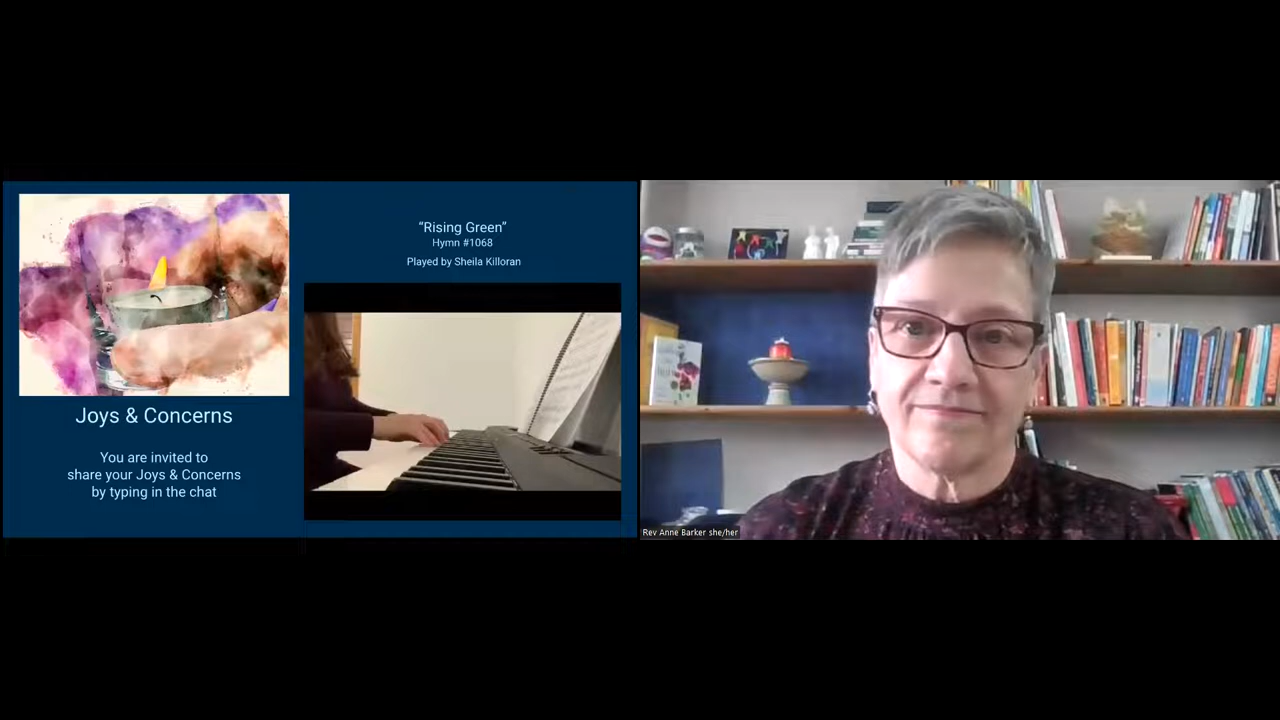 “Rising Green”
Hymn #1068
Played by Sheila Killoran
Joys & Concerns
You are invited to
share your Joys & Concerns
by typing in the chat
Rev Anne Barker she/her